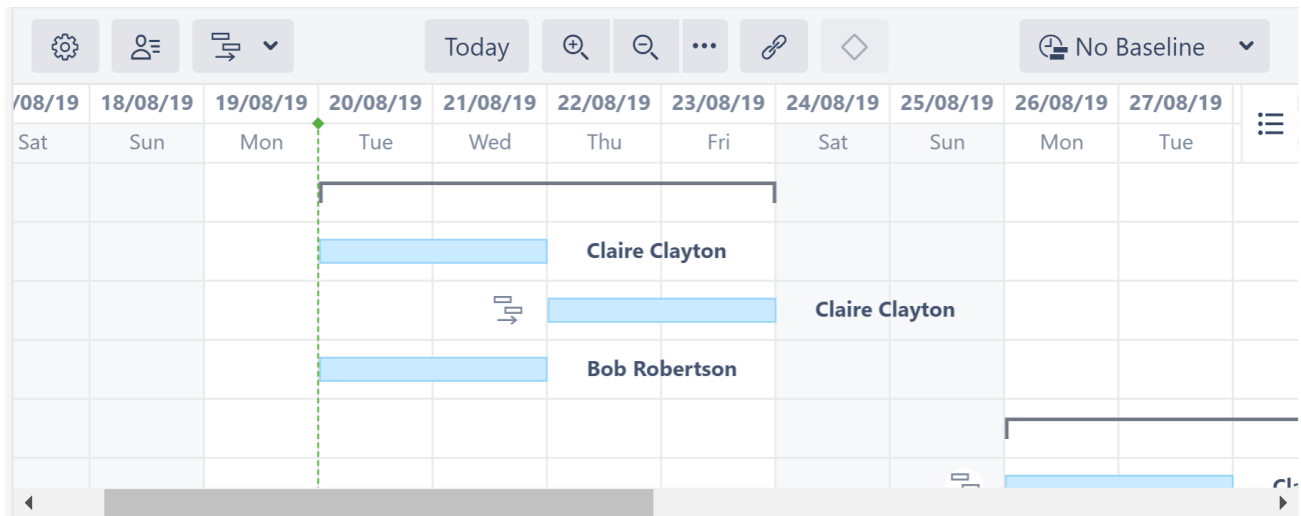 Today No Baseline
/08/19 18/08/19 19/08/19 20/08/19 21/08/19 22/08/19 23/08/19 24/08/19 25/08/19 26/08/19 27/08/19
Sat Sun Mon Tue Wed Thu Fri Sat Sun Mon Tue
Claire Clayton
Claire Clayton
Bob Robertson